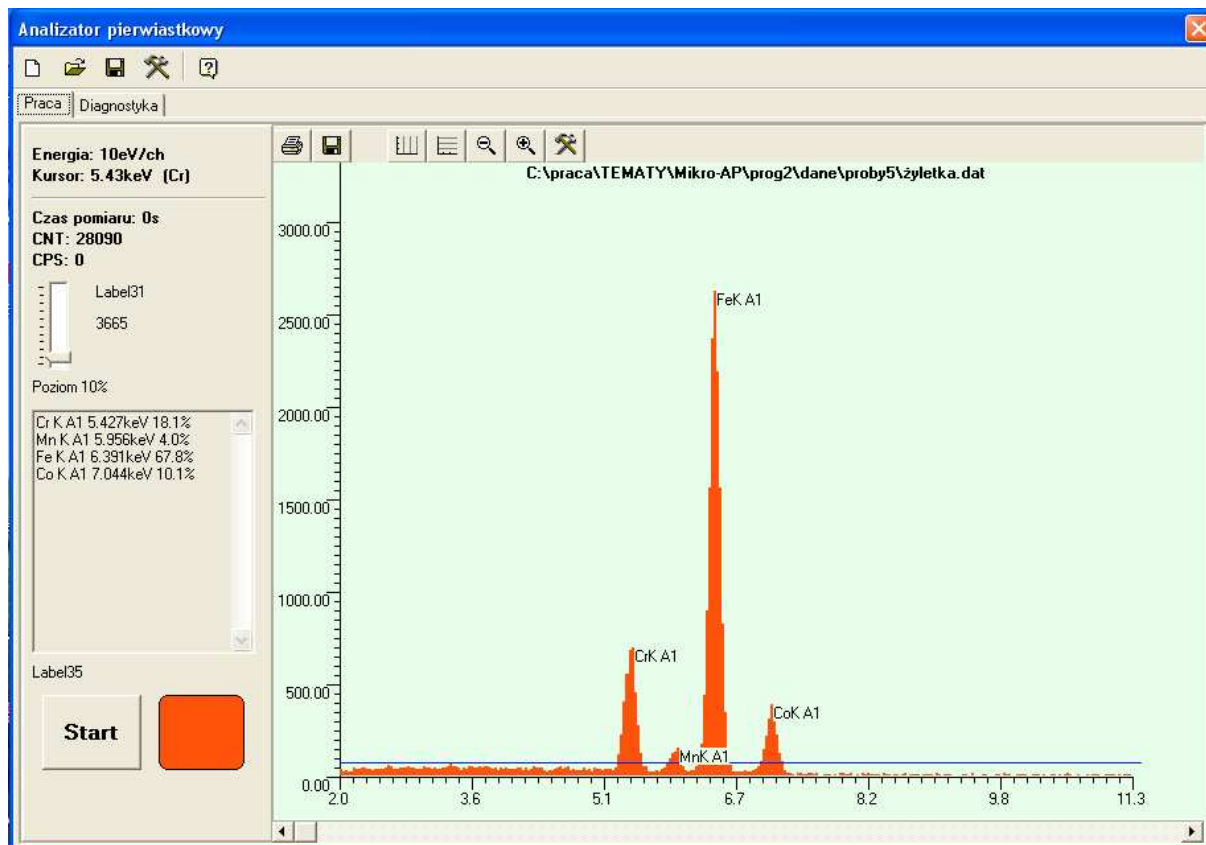 Analizator pierwiastkowy
Praca Diagnostyka
Energia: 10eV/ch
Kursor: 5.43keV (Cr)
Czas pomiaru: 0s
CNT: 28090
CPS: 0
Label31
3665
Poziom 10%
Cr K A1 5.427keV 18.1%
Mn K A1 5.956keV 4.0%
Fe K A1 6.391keV 67.8%
Co K A1 7.044keV 10.1%
Label35
Start
C:\praca\TEMATY\Mikro-AP\prog2\dane\proby5\żyletka.dat
3000.00
2500.00
2000.00
1500.00
1000.00
500.00
0.00
FeK A1
CrK A1
CoK A1
MnK A1
2.0 3.6 5.1 6.7 8.2 9.8 11.3